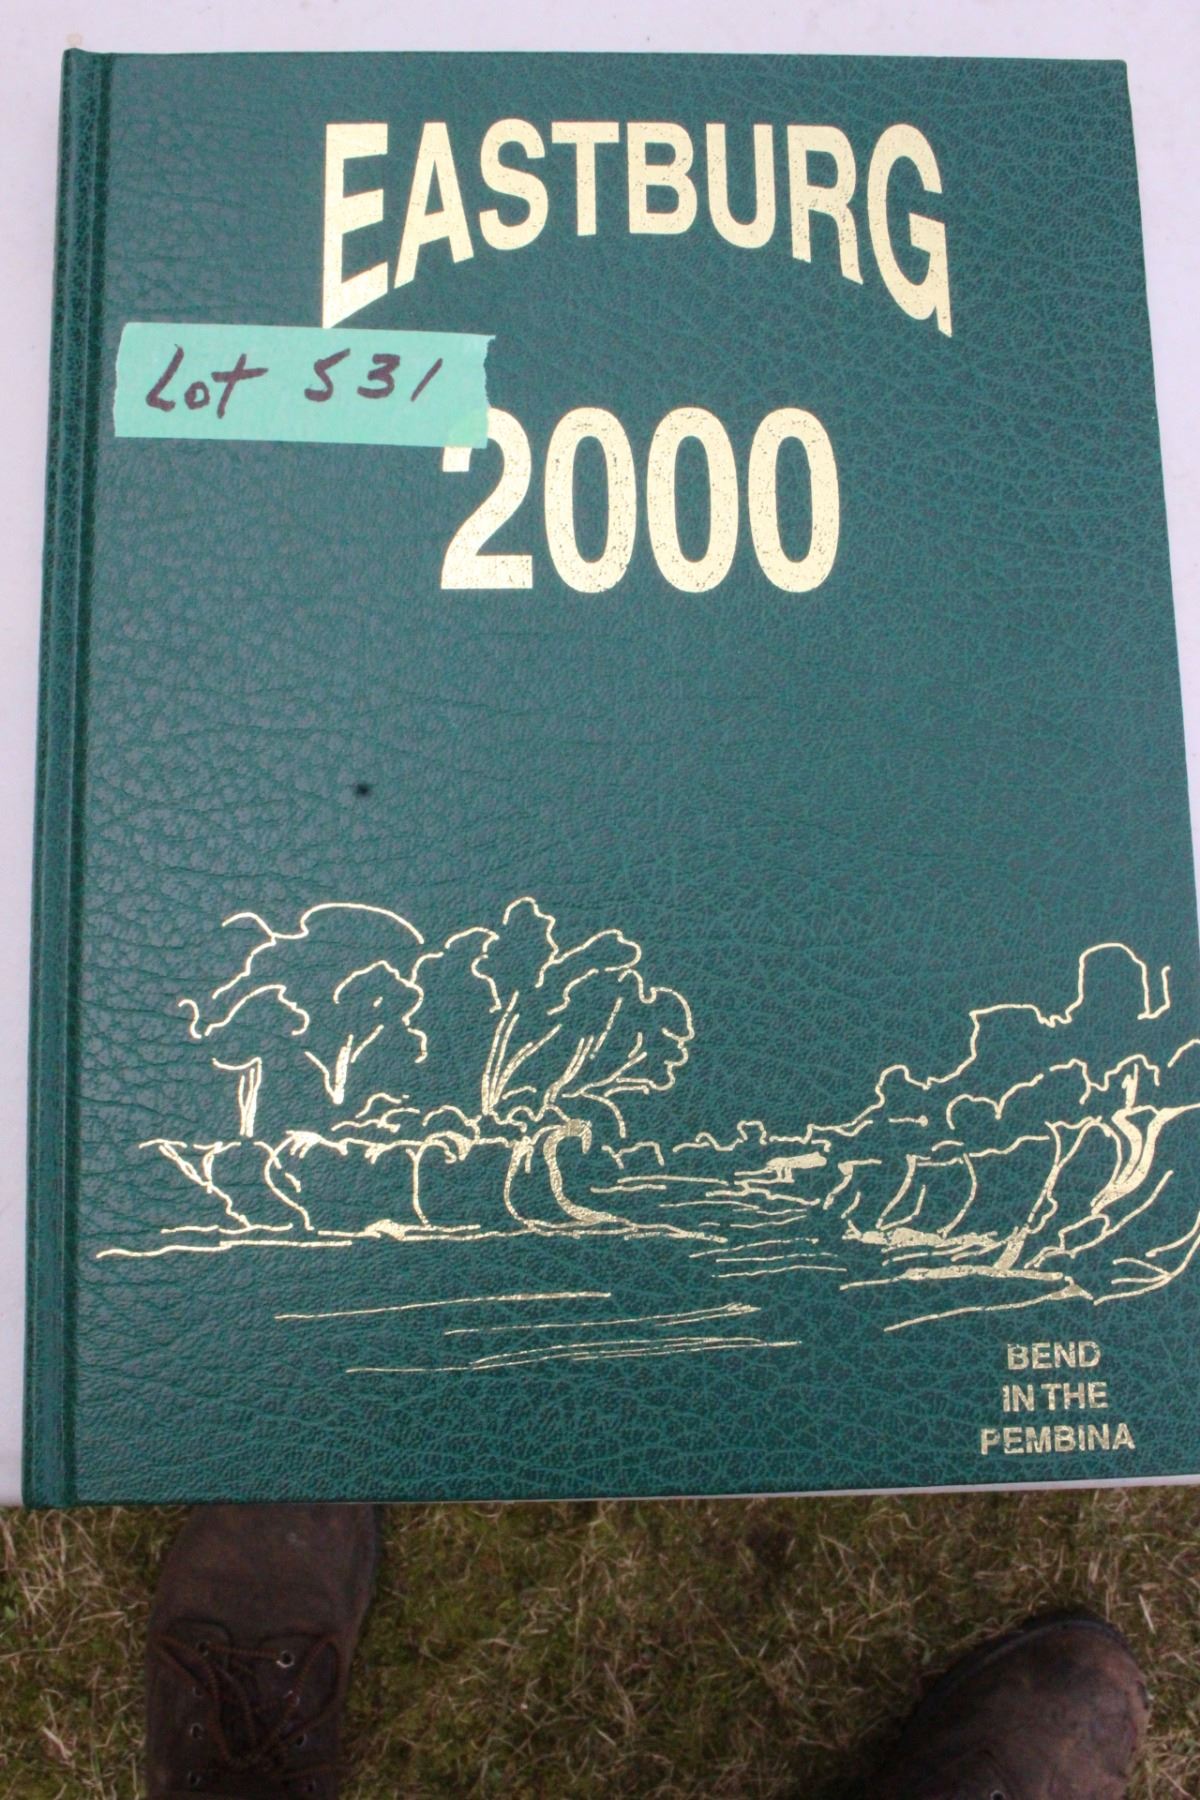 EASTBURG
Lot 531
2000
BEND
IN THE
PEMBINA